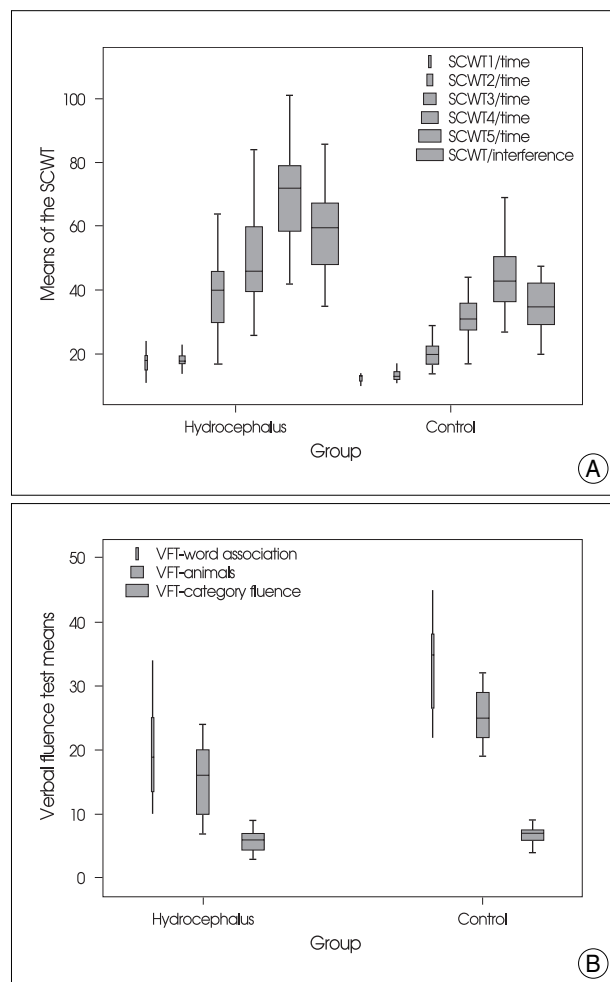 SCWT1/time
SCWT2/time
SCWT3/time
SCWT4/time
SCWT5/time
SCWT/interference
100
80
60
40
20
Means of the SCWT
Hydrocephalus Control
Group
A
VFT-word association
VFT-animals
VFT-category fluence
50
40
30
20
10
0
Verbal fluence test means
Hydrocephalus Control
Group
B